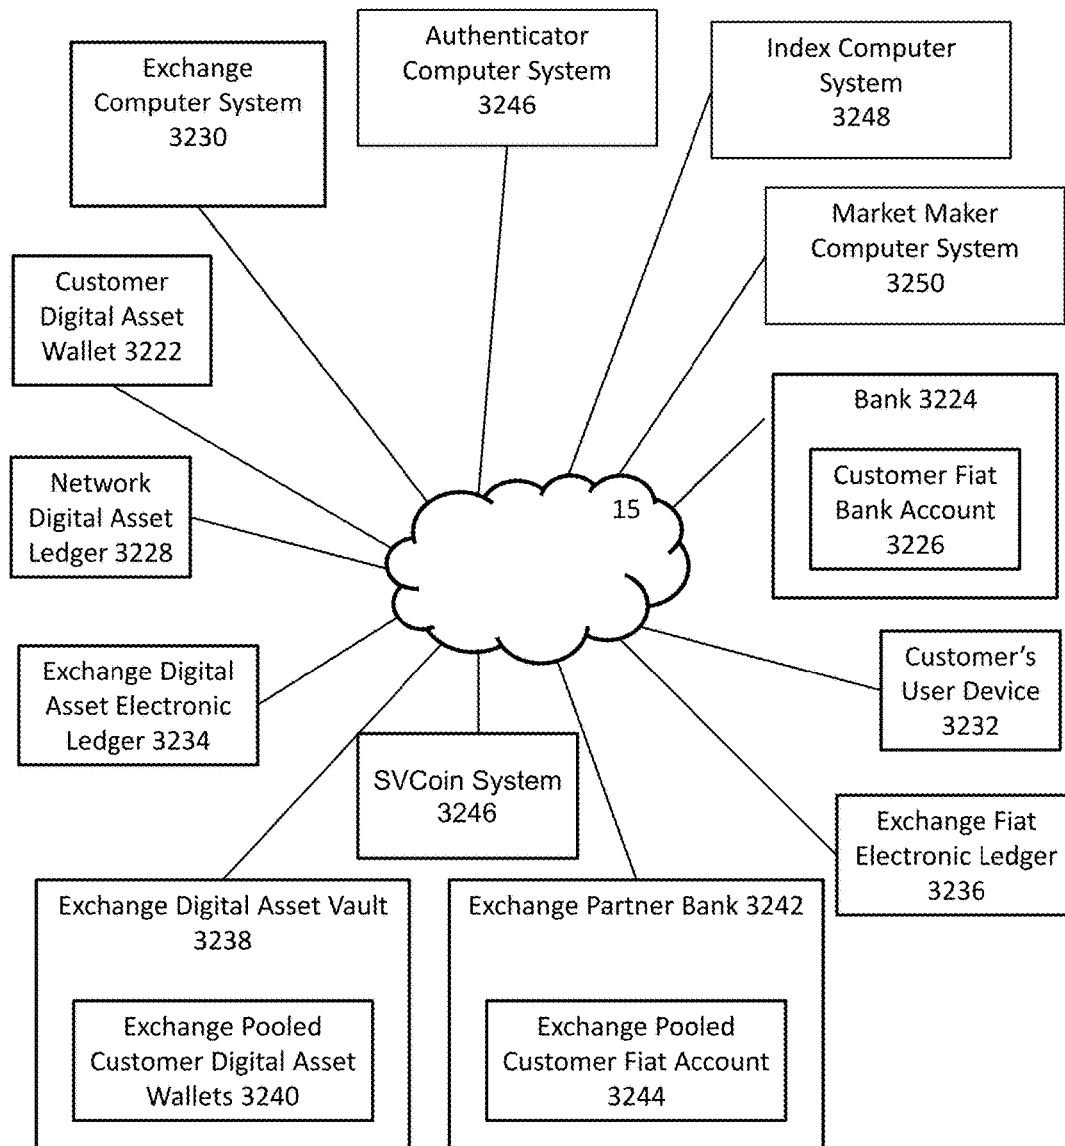 Exchange
Computer System
3230
Authenticator
Computer System
3246
Index Computer
System
3248
Market Maker
Computer System
3250
Customer
Digital Asset
Wallet 3222
Bank 3224
Customer Fiat
Bank Account
3226
Network
Digital Asset
Ledger 3228
15
Exchange Digital
Asset Electronic
Ledger 3234
Customer’s
User Device
3232
SVCoin System
3246
Exchange Fiat
Electronic Ledger
3236
Exchange Digital Asset Vault
3238
Exchange Pooled
Customer Digital Asset
Wallets 3240
Exchange Partner Bank 3242
Exchange Pooled
Customer Fiat Account
3244